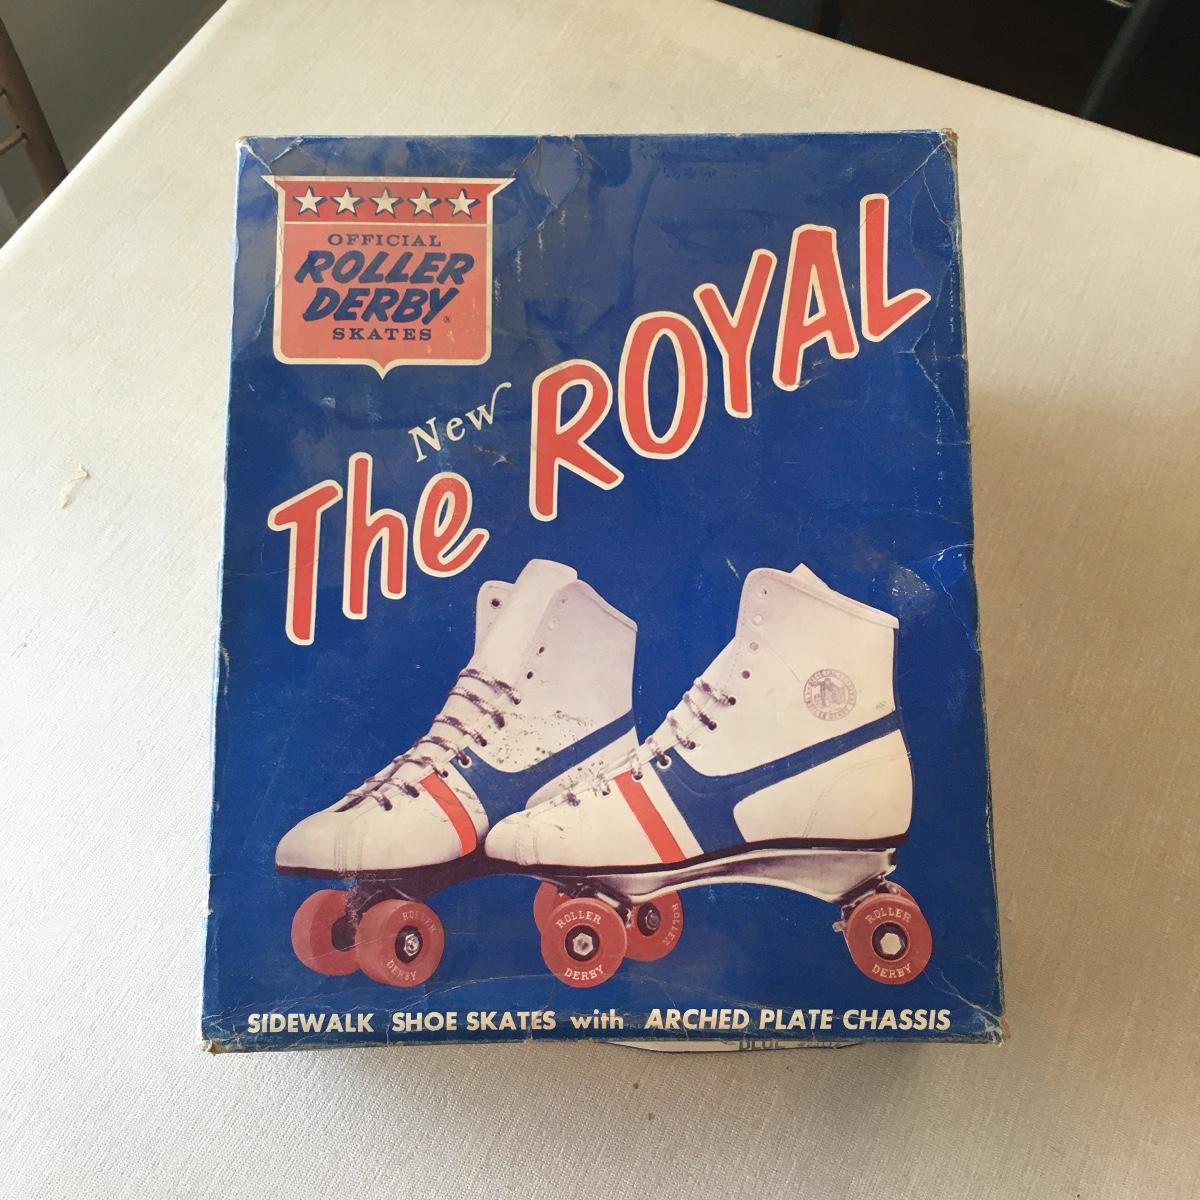 OFFICIAL
ROLLER
DERBY®
SKATES
New
The ROYAL
ROLLER
DERBY
ROLLER
DERBY
ROLLER
ROLLER
DERBY
SIDEWALK SHOE SKATES with ARCHED PLATE CHASSIS